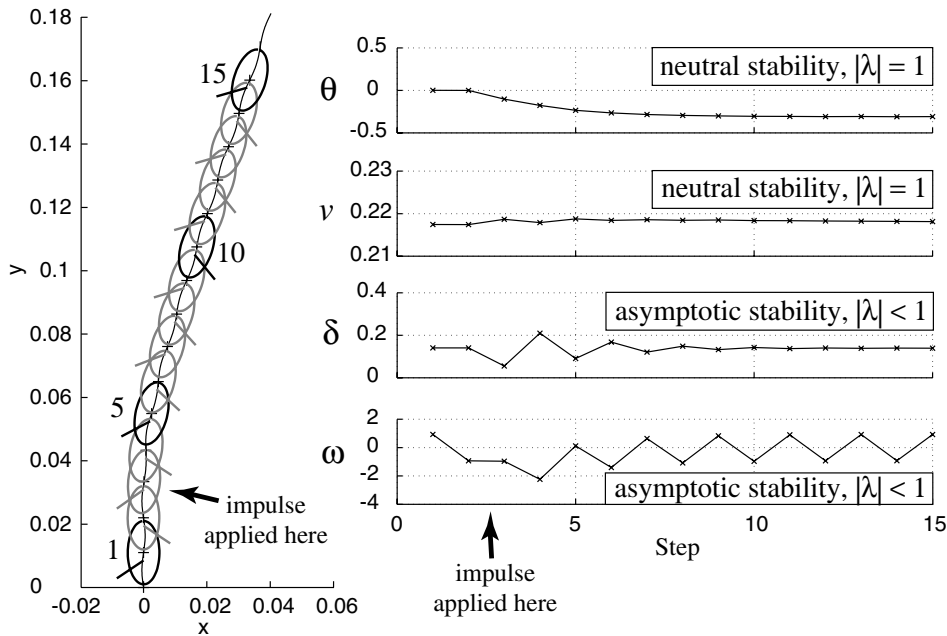 0.18
0.16
0.14
0.12
0.1
0.08
0.06
0.04
0.02
0
y
-0.02
0
0.02
0.04
0.06
x
15
10
5
1
impulse
applied here
θ
0.5
0
-0.5
neutral stability, |λ| = 1
v
0.23
0.22
0.21
neutral stability, |λ| = 1
δ
0.4
0.2
0
asymptotic stability, |λ| < 1
ω
2
0
-2
-4
asymptotic stability, |λ| < 1
0
5
10
15
Step
impulse
applied here